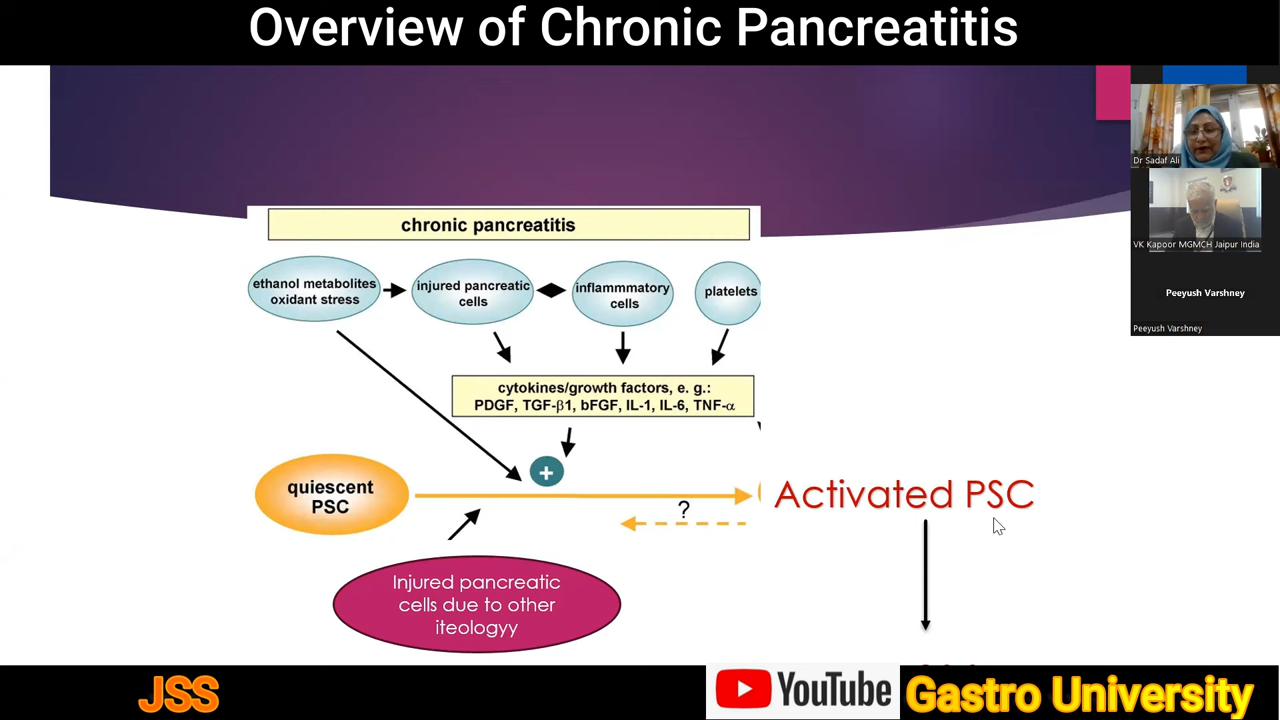 Overview of Chronic Pancreatitis
Dr Sadaf Ali
VK Kapoor MGMCH Jaipur India
Peeyush Varshney
Peeyush Varshney
chronic pancreatitis
ethanol metabolites
oxidant stress
injured pancreatic
cells
inflammmatory
cells
platelets
cytokines/growth factors, e. g.:
PDGF, TGF-β1, bFGF, IL-1, IL-6, TNF-α
+
quiescent
PSC
?
Activated PSC
Injured pancreatic
cells due to other
iteologyy
JSS
YouTube
Gastro University